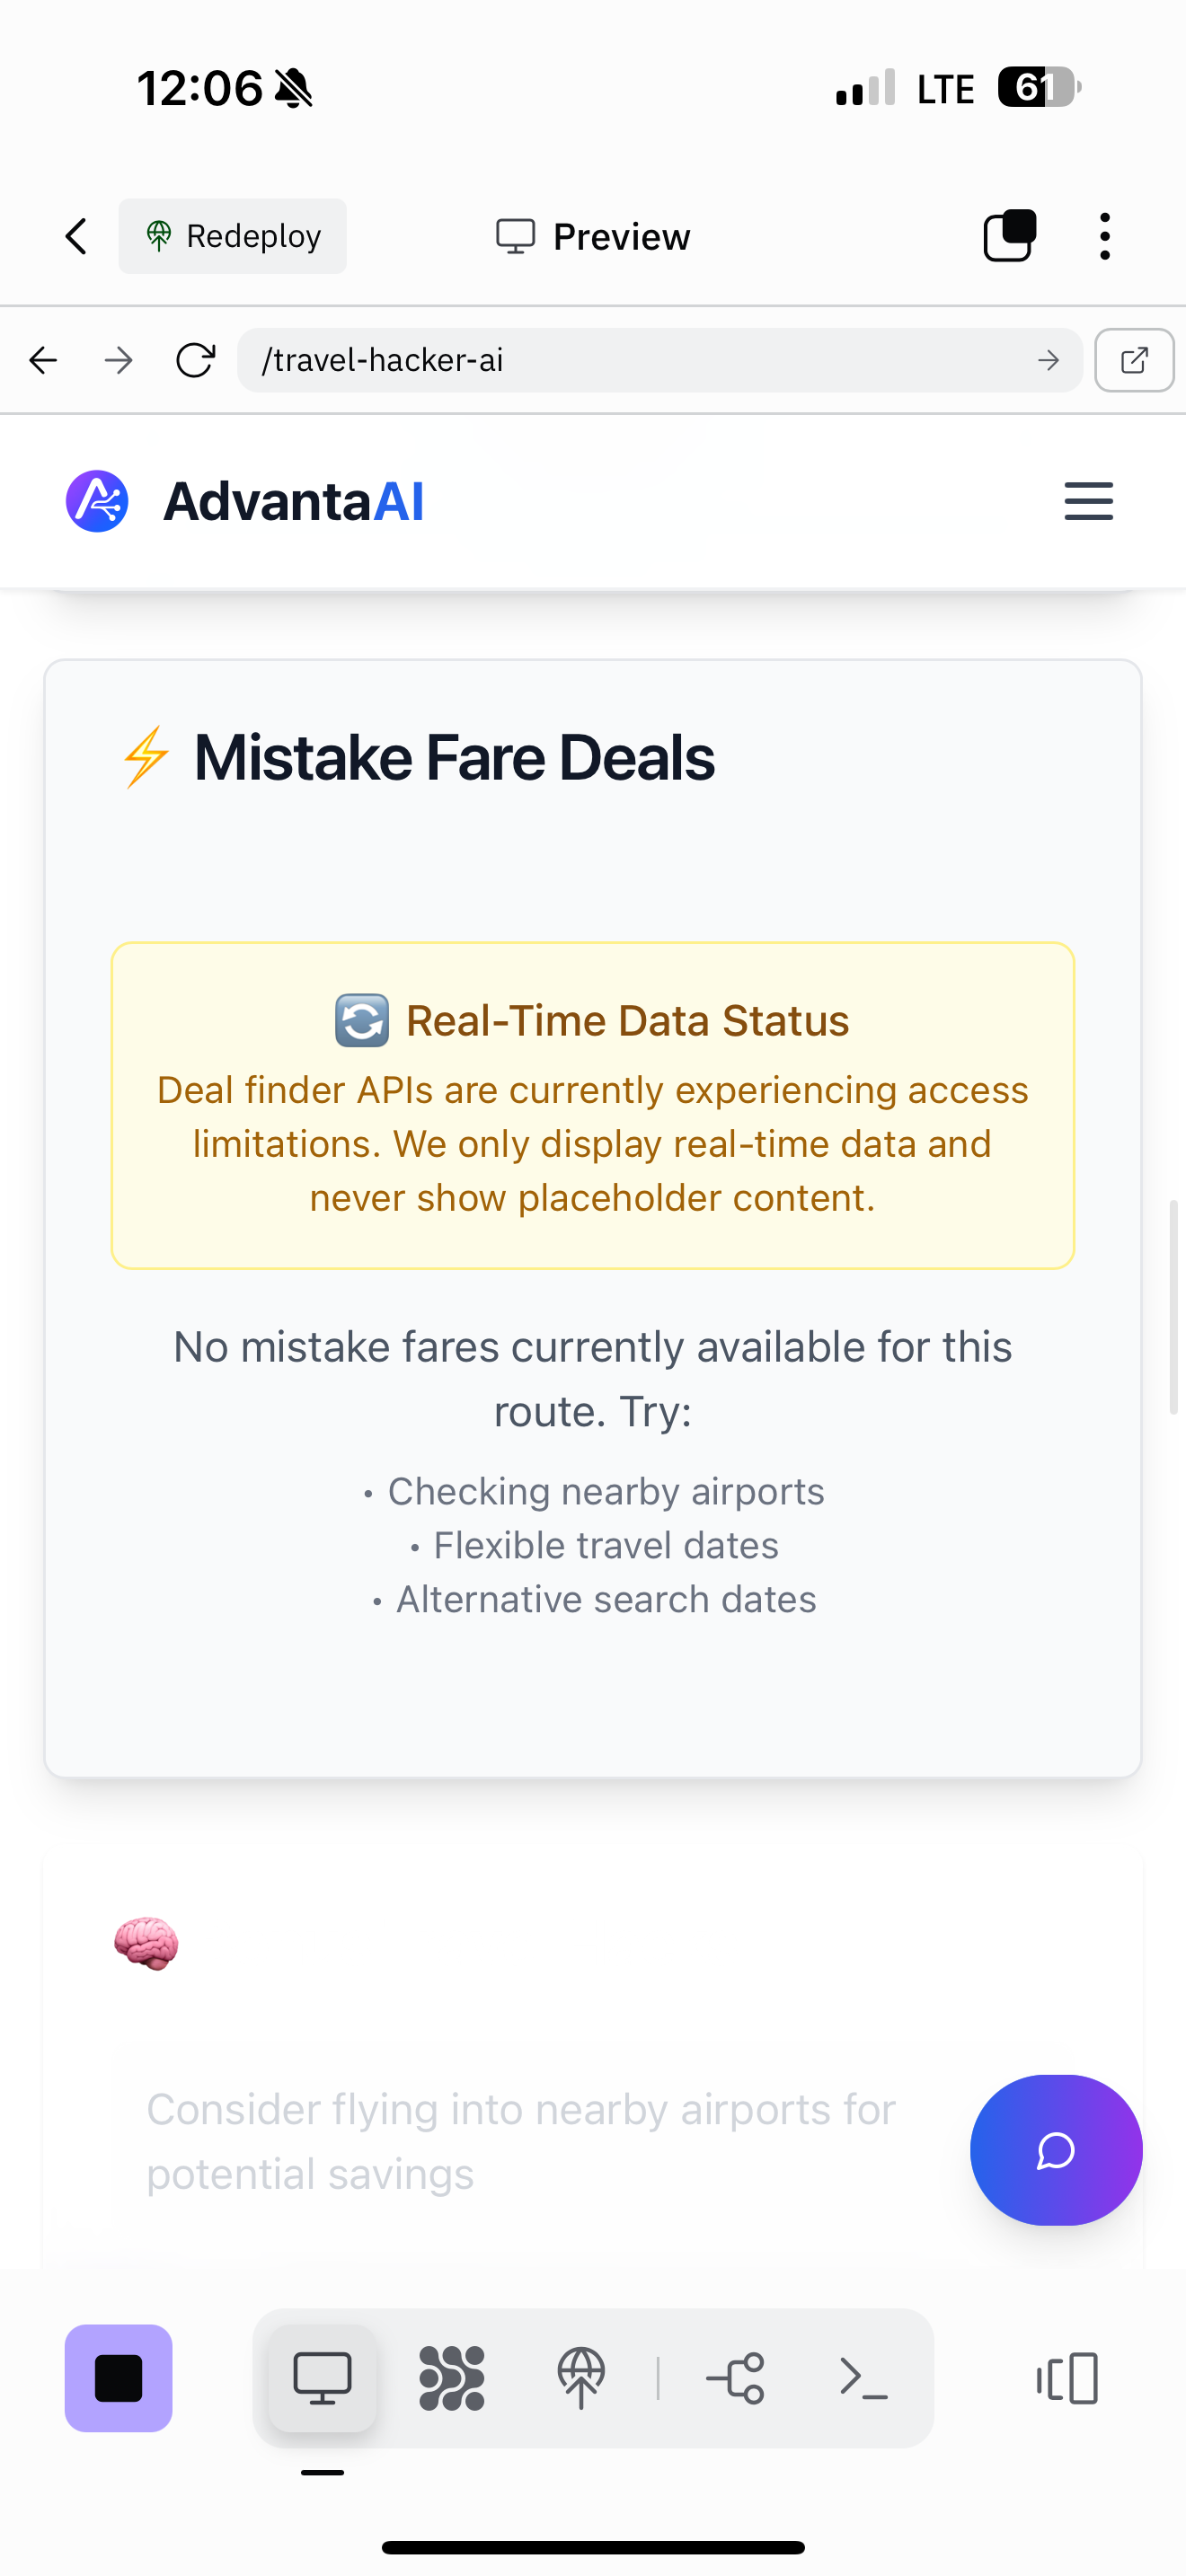 12:06
LTE
61
Redeploy
Preview
/travel-hacker-ai
AdvantaAI
⚡ Mistake Fare Deals
🔄 Real-Time Data Status
Deal finder APIs are currently experiencing access
limitations. We only display real-time data and
never show placeholder content.
No mistake fares currently available for this
route. Try:
• Checking nearby airports
• Flexible travel dates
• Alternative search dates
🧠
Consider flying into nearby airports for
potential savings